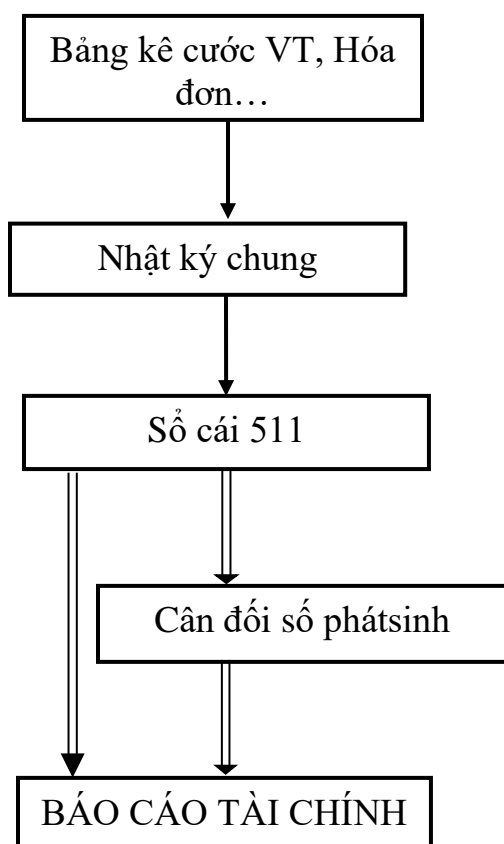 Bảng kê cước VT, Hóa
đơn…
Nhật ký chung
Sổ cái 511
Cân đối số phátsinh
BÁO CÁO TÀI CHÍNH